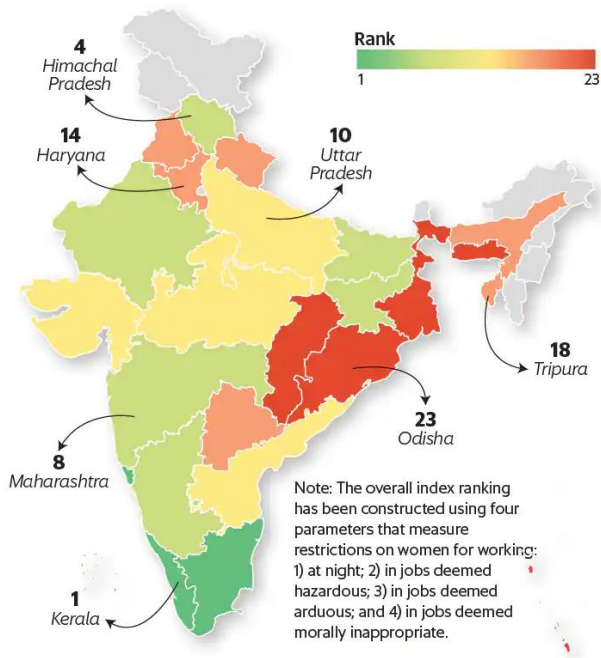 Rank
1
23
4
Himachal
Pradesh
14
Haryana
10
Uttar
Pradesh
18
Tripura
23
Odisha
8
Maharashtra
1
Kerala
Note: The overall index ranking
has been constructed using four
parameters that measure
restrictions on women for working:
1) at night; 2) in jobs deemed
hazardous; 3) in jobs deemed
arduous; and 4) in jobs deemed
morally inappropriate.